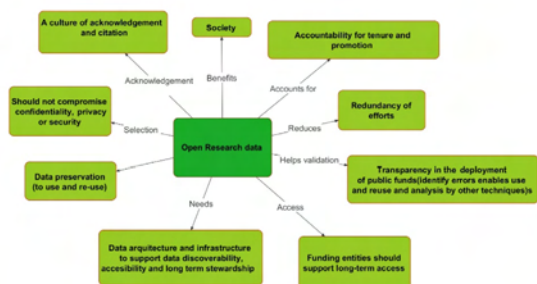 A culture of acknowledgement
and citation
Society
Accountability for tenure and
promotion
Acknowledgement
Benefits
Accounts for
Should not compromise
confidentiality, privacy
or security
Selection
Open Research data
Reduces
Redundancy of
efforts
Helps validation
Data preservation
(to use and re-use)
Transparency in the deployment
of public funds(identify errors enables use
and reuse and analysis by other techniques)s
Needs
Access
Data arquitecture and infrastructure
to support data discoverability,
accesibility and long term stewardship
Funding entities should
support long-term access